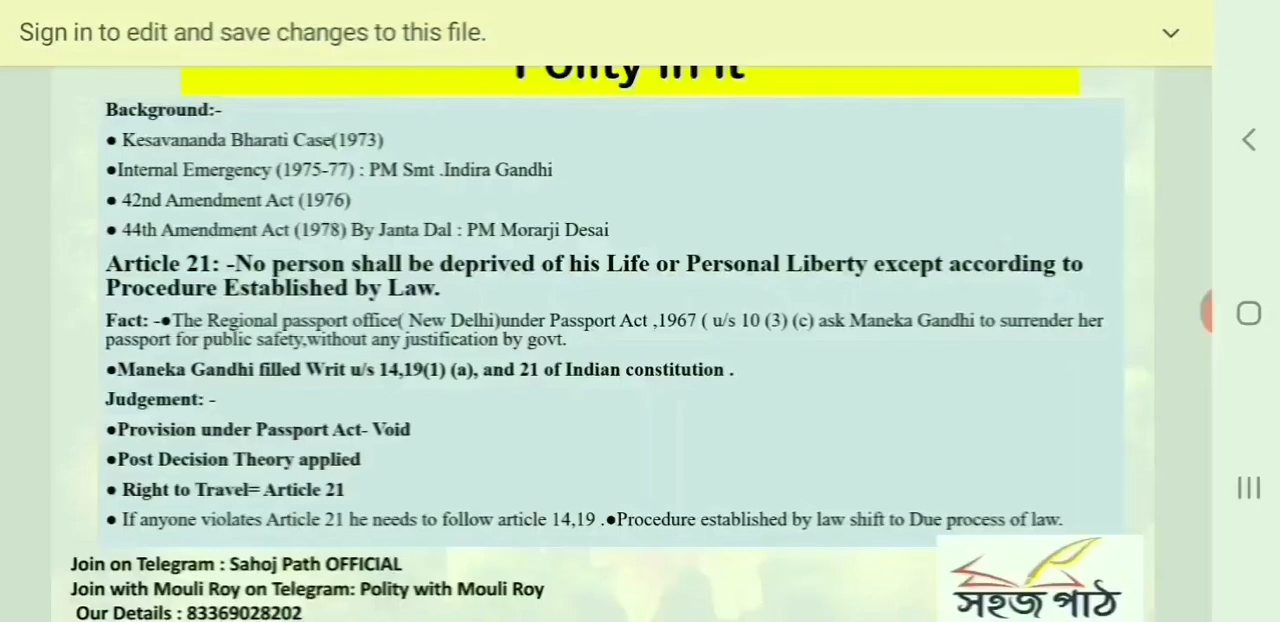 Sign in to edit and save changes to this file.
Polity in it
Background:-
● Kesavananda Bharati Case(1973)
●Internal Emergency (1975-77) : PM Smt .Indira Gandhi
● 42nd Amendment Act (1976)
● 44th Amendment Act (1978) By Janta Dal : PM Morarji Desai
Article 21: -No person shall be deprived of his Life or Personal Liberty except according to
Procedure Established by Law.
Fact: -●The Regional passport office( New Delhi)under Passport Act ,1967 ( u/s 10 (3) (c) ask Maneka Gandhi to surrender her
passport for public safety,without any justification by govt.
●Maneka Gandhi filled Writ u/s 14,19(1) (a), and 21 of Indian constitution .
Judgement: -
●Provision under Passport Act- Void
●Post Decision Theory applied
● Right to Travel= Article 21
● If anyone violates Article 21 he needs to follow article 14,19 .●Procedure established by law shift to Due process of law.
Join on Telegram : Sahoj Path OFFICIAL
Join with Mouli Roy on Telegram: Polity with Mouli Roy
Our Details : 83369028202
সহজ পাঠ